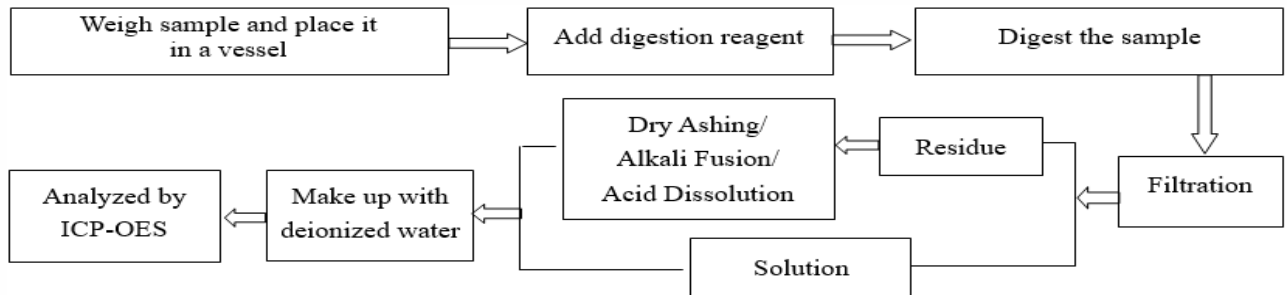 Weigh sample and place it
in a vessel
Add digestion reagent
Digest the sample
Filtration
Residue
Dry Ashing/
Alkali Fusion/
Acid Dissolution
Solution
Make up with
deionized water
Analyzed by
ICP-OES